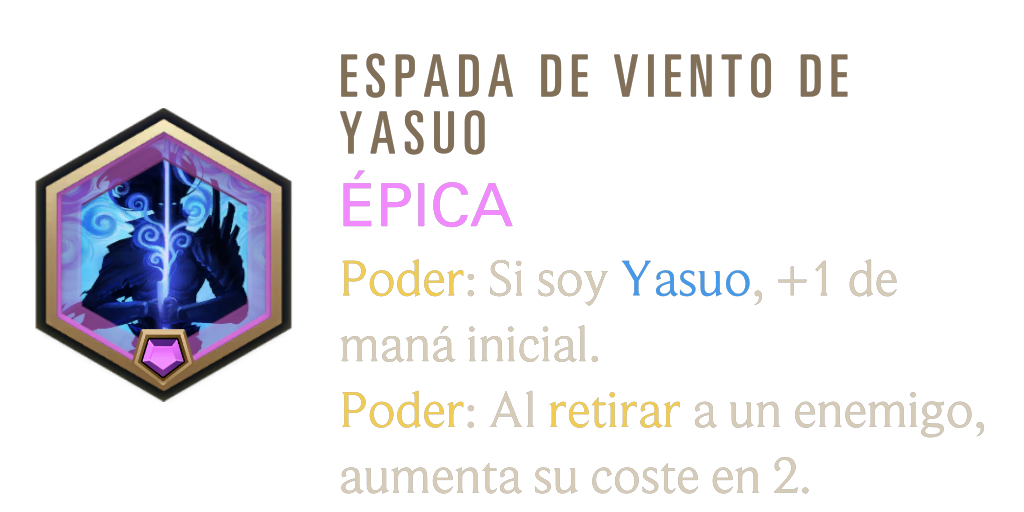 ESPADA DE VIENTO DE
YASUO
ÉPICA
Poder: Si soy Yasuo, +1 de
maná inicial.
Poder: Al retirar a un enemigo,
aumenta su coste en 2.